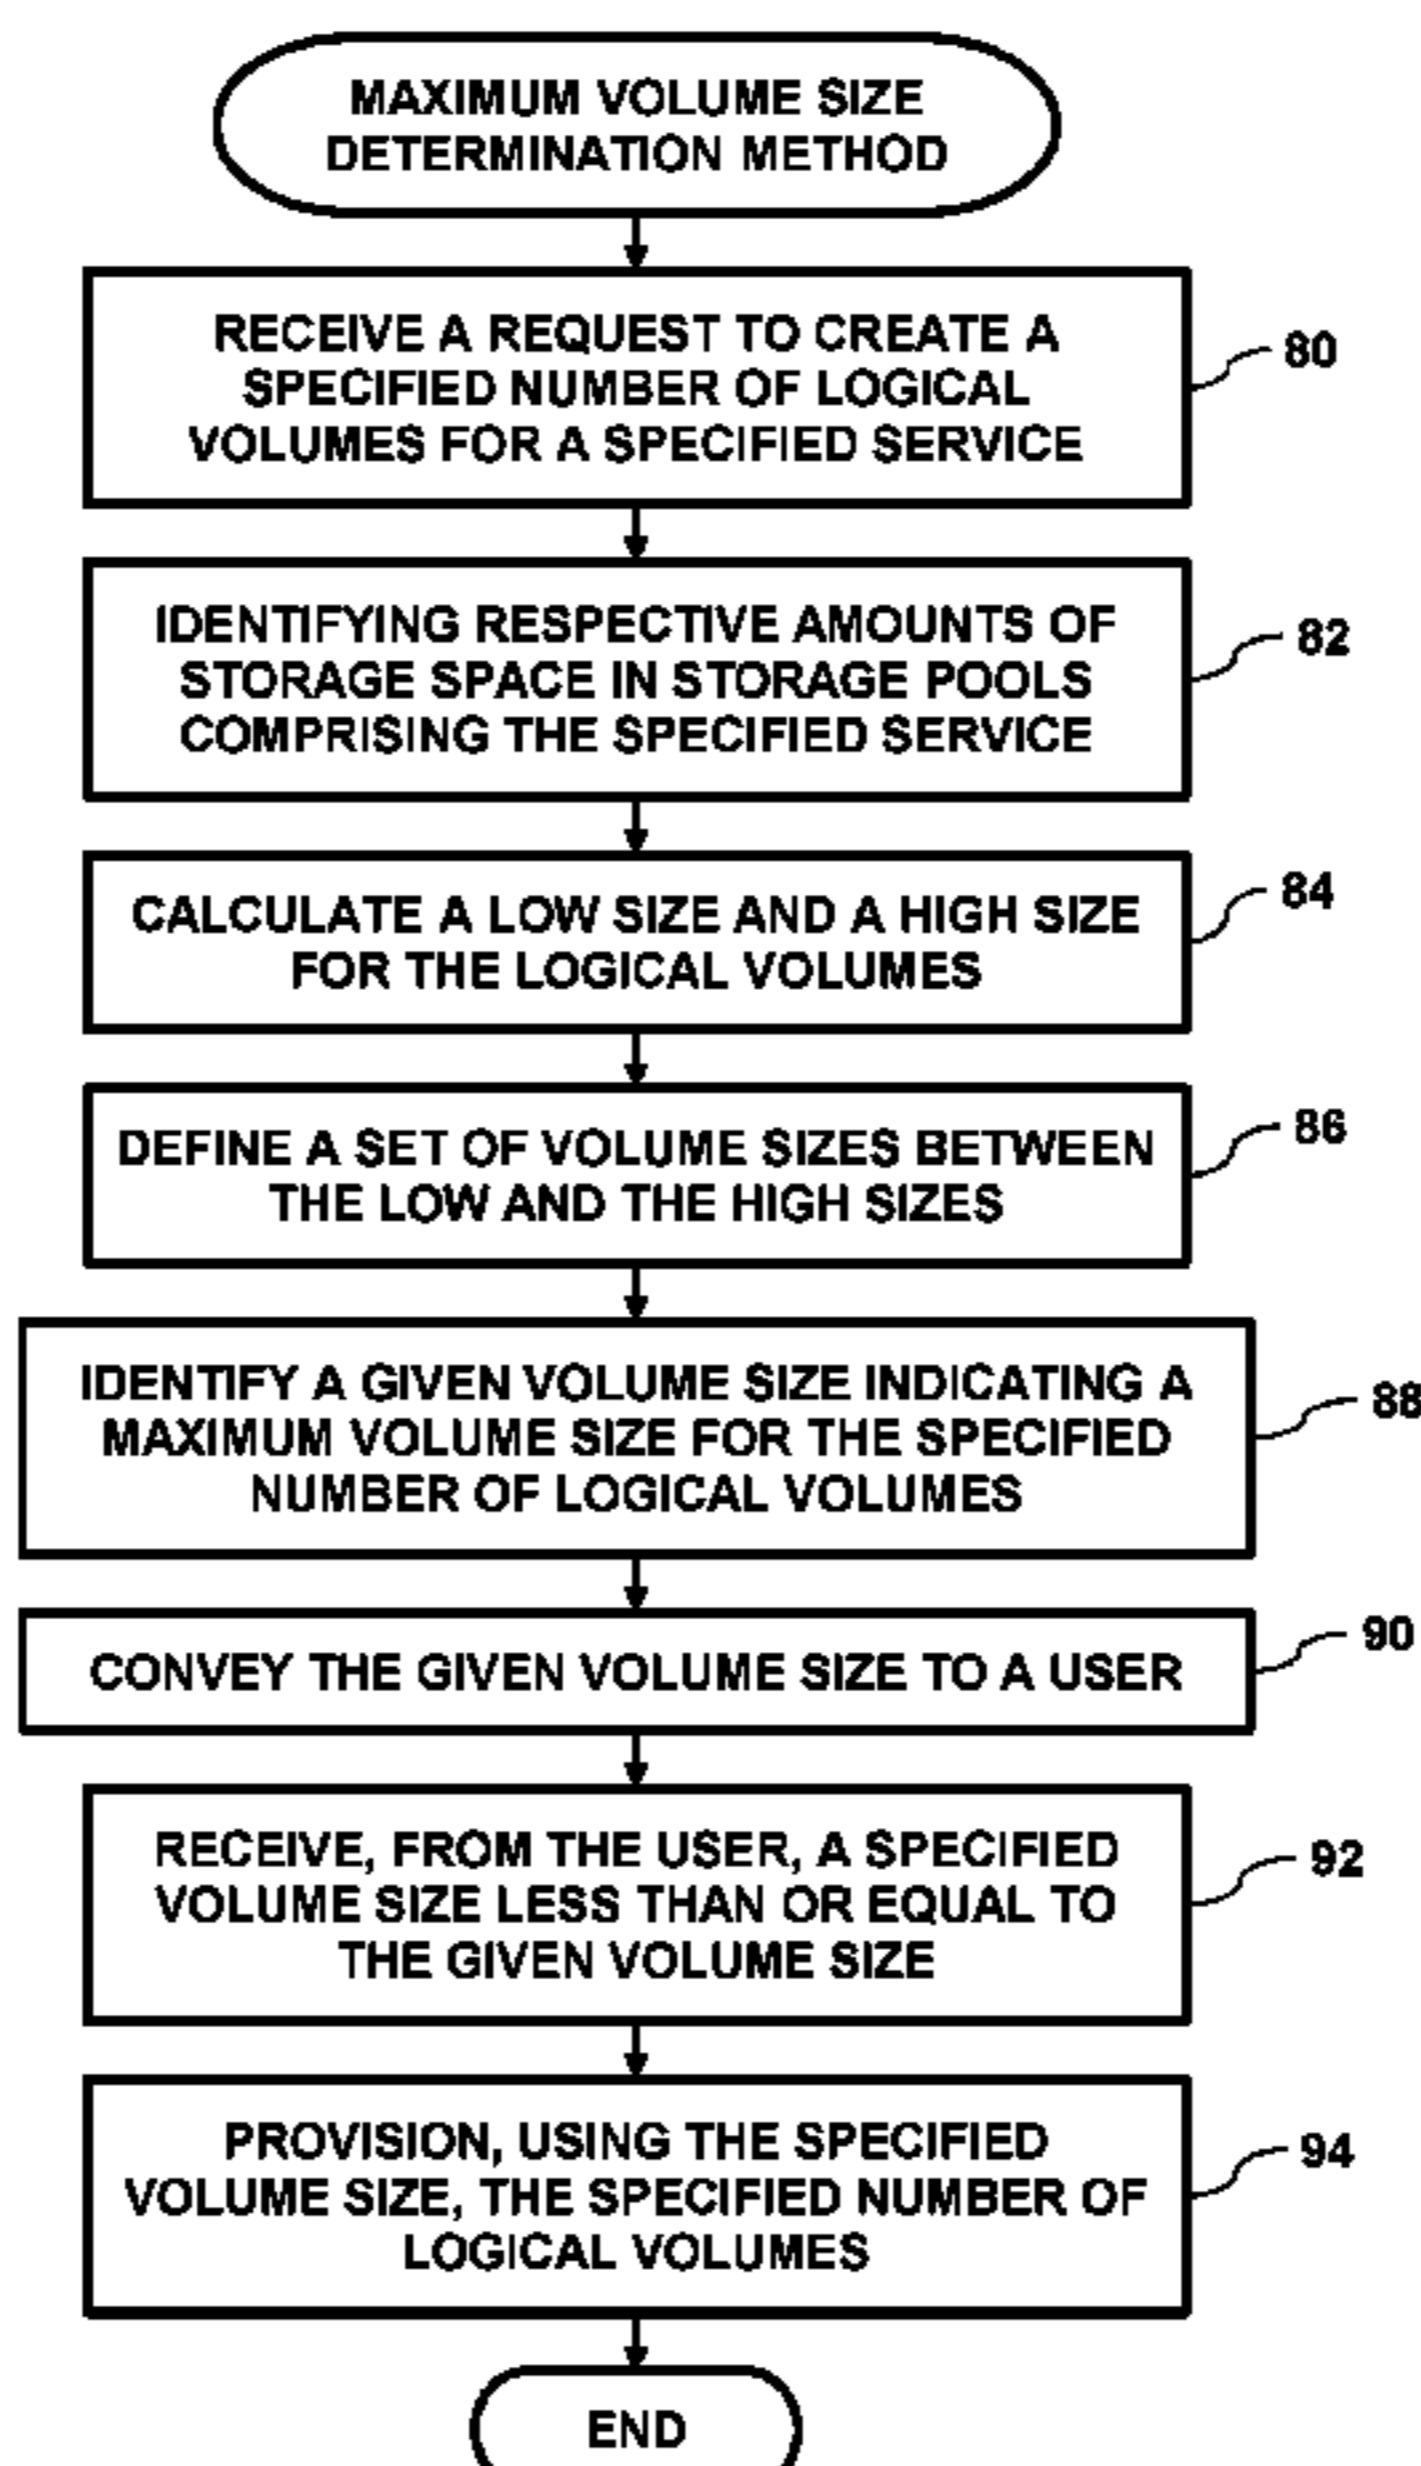 MAXIMUM VOLUME SIZE
DETERMINATION METHOD
RECEIVE A REQUEST TO CREATE A
SPECIFIED NUMBER OF LOGICAL
VOLUMES FOR A SPECIFIED SERVICE
80
IDENTIFYING RESPECTIVE AMOUNTS OF
STORAGE SPACE IN STORAGE POOLS
COMPRISING THE SPECIFIED SERVICE
82
CALCULATE A LOW SIZE AND A HIGH SIZE
FOR THE LOGICAL VOLUMES
84
DEFINE A SET OF VOLUME SIZES BETWEEN
THE LOW AND THE HIGH SIZES
86
IDENTIFY A GIVEN VOLUME SIZE INDICATING A
MAXIMUM VOLUME SIZE FOR THE SPECIFIED
NUMBER OF LOGICAL VOLUMES
88
CONVEY THE GIVEN VOLUME SIZE TO A USER
90
RECEIVE, FROM THE USER, A SPECIFIED
VOLUME SIZE LESS THAN OR EQUAL TO
THE GIVEN VOLUME SIZE
92
PROVISION, USING THE SPECIFIED
VOLUME SIZE, THE SPECIFIED NUMBER OF
LOGICAL VOLUMES
94
END